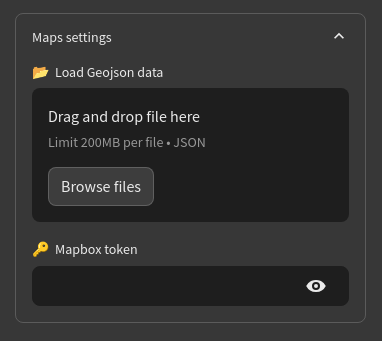 Maps settings
📂 Load Geojson data
Drag and drop file here
Limit 200MB per file • JSON
Browse files
🔑 Mapbox token